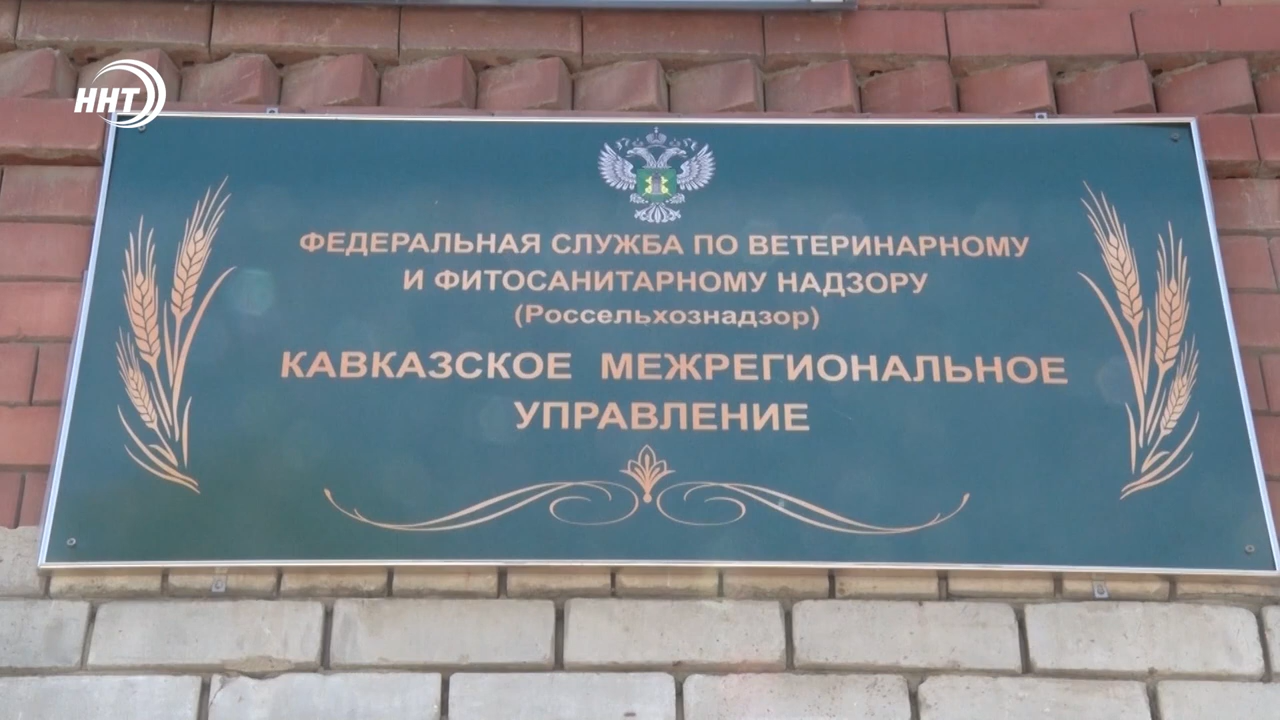 ННТ
ФЕДЕРАЛЬНАЯ СЛУЖБА ПО ВЕТЕРИНАРНОМУ
И ФИТОСАНИТАРНОМУ НАДЗОРУ
(Россельхознадзор)
КАВКАЗСКОЕ МЕЖРЕГИОНАЛЬНОЕ
УПРАВЛЕНИЕ